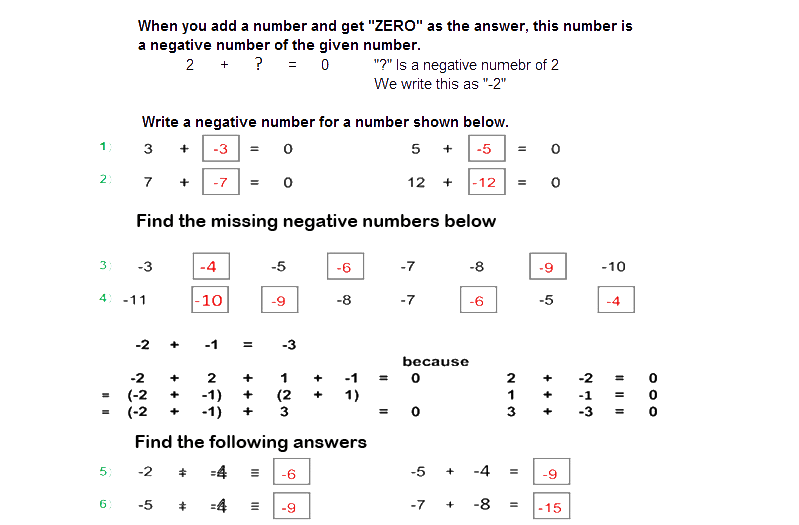 When you add a number and get "ZERO" as the answer, this number is
a negative number of the given number.
2 + ? = 0 "?" Is a negative numebr of 2
We write this as "-2"
Write a negative number for a number shown below.
1: 3 + -3 = 0 5 + -5 = 0
2: 7 + -7 = 0 12 + -12 = 0
Find the missing negative numbers below
3: -3 -4 -5 -6 -7 -8 -9 -10
4: -11 -10 -9 -8 -7 -6 -5 -4
-2 + -1 = -3
because
-2 + 2 + 1 + -1 = 0 2 + -2 = 0
= (-2 + -1) + (2 + 1) 1 + -1 = 0
= (-2 + -1) + 3 = 0 3 + -3 = 0
Find the following answers
5: -2 + -4 = -6 -5 + -4 = -9
6: -5 + -4 = -9 -7 + -8 = -15